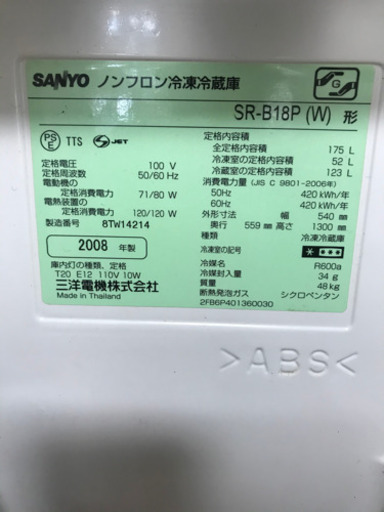 SANYO ノンフロン冷凍冷蔵庫
SR-B18P (W) 形
PS E TTS S JET
定格電圧 100 V
定格周波数 50/60 Hz
電動機の
定格消費電力 71/80 W
電熱装置の
定格消費電力 120/120 W
製造番号 8TW14214
2008 年製
庫内灯の種類、定格
T20 E12 110V 10W
三洋電機株式会社
Made in Thailand
定格内容積
全定格内容積 175 L
冷凍室の定格内容積 52 L
冷蔵室の定格内容積 123 L
消費電力量 (JIS C 9801-2006年)
50Hz 420 kWh/年
60Hz 420 kWh/年
外形寸法 幅 540 mm
奥行 559 mm 高さ 1300 mm
種類 冷凍冷蔵庫
冷凍室の記号
冷媒名 R600a
冷媒封入量 34 g
質量 48 kg
断熱発泡ガス シクロペンタン
2FB6P401360030
>ABS<